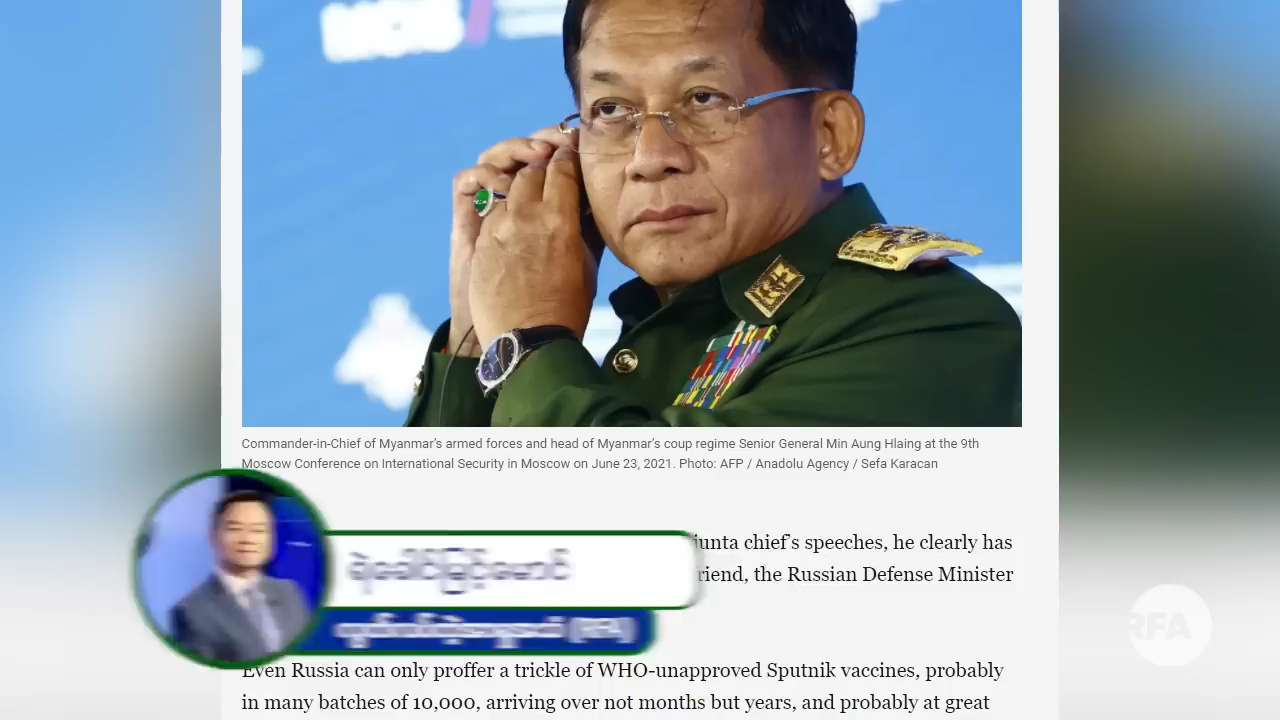 Commander-in-Chief of Myanmar's armed forces and head of Myanmar's coup regime Senior General Min Aung Hlaing at the 9th
Moscow Conference on International Security in Moscow on June 23, 2021. Photo: AFP / Anadolu Agency / Sefa Karacan
junta chief's speeches, he clearly has
riend, the Russian Defense Minister
(RFA)
RFA
Even Russia can only proffer a trickle of WHO-unapproved Sputnik vaccines, probably
in many batches of 10,000, arriving over not months but years, and probably at great